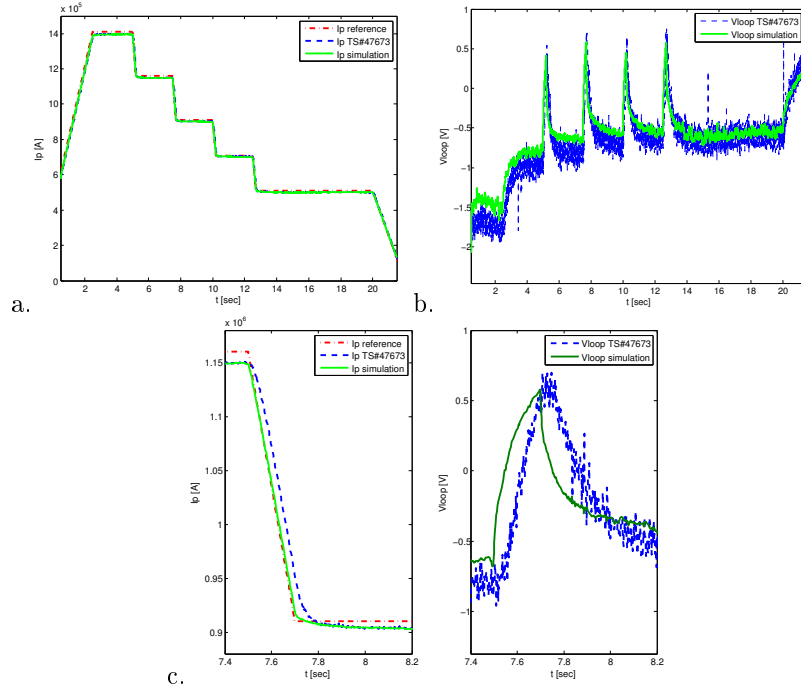 x 10^5
14
12
10
8
6
4
2
0
2 4 6 8 10 12 14 16 18 20
t [sec]
Ip [A]
Ip reference
Ip TS#47673
Ip simulation
a.
1
0.5
0
−0.5
−1
−1.5
−2
2 4 6 8 10 12 14 16 18 20
t [sec]
Vloop [V]
Vloop TS#47673
Vloop simulation
b.
x 10^6
1.15
1.1
1.05
1
0.95
0.9
7.4 7.6 7.8 8 8.2
t [sec]
Ip [A]
Ip reference
Ip TS#47673
Ip simulation
c.
1
0.5
0
−0.5
−1
7.4 7.6 7.8 8 8.2
t [sec]
Vloop [V]
Vloop TS#47673
Vloop simulation